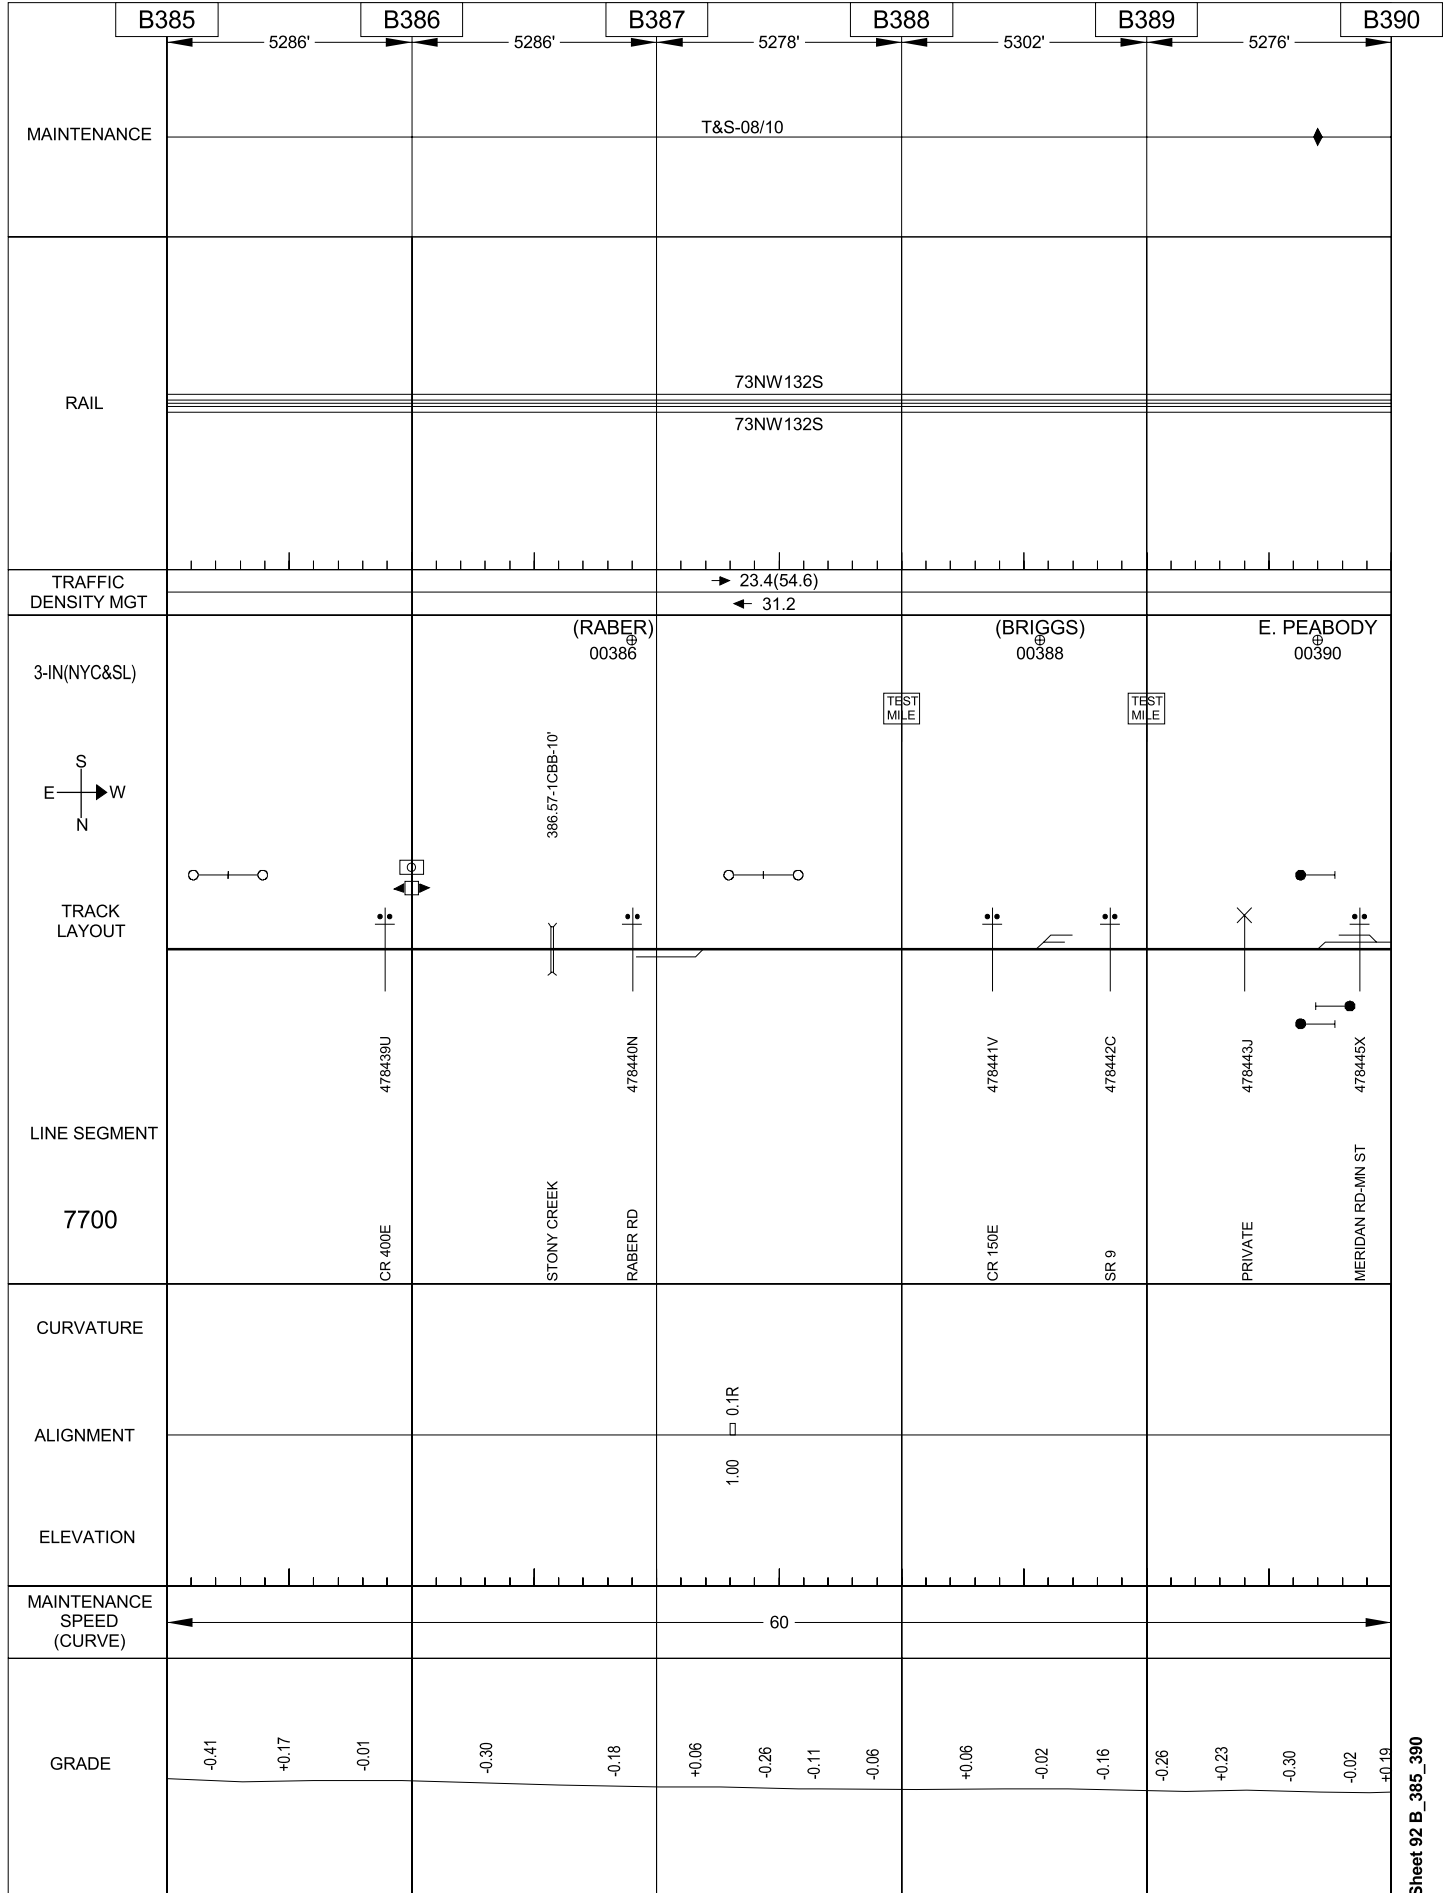 B385 B386 B387 B388 B389 B390
5286' 5286' 5278' 5302' 5276'
MAINTENANCE
T&S-08/10
RAIL
73NW132S
73NW132S
TRAFFIC
DENSITY MGT
23.4(54.6)
31.2
(RABER) (BRIGGS) E. PEABODY
00386 00388 00390
3-IN(NYC&SL)
TEST
MILE
TEST
MILE
S
E W
N
386.57-1CBB-10'
TRACK
LAYOUT
478439U 478440N 478441V 478442C 478443J 478445X
LINE SEGMENT
7700
CR 400E STONY CREEK RABER RD CR 150E SR 9 PRIVATE MERIDAN RD-MN ST
CURVATURE
0.1R
ALIGNMENT
1.00
ELEVATION
MAINTENANCE
SPEED
(CURVE)
60
GRADE
-0.41 +0.17 -0.01 -0.30 -0.18 +0.06 -0.26 -0.11 -0.06 +0.06 -0.02 -0.16 -0.26 +0.23 -0.30 -0.02 +0.19
Sheet 92 B_385_390